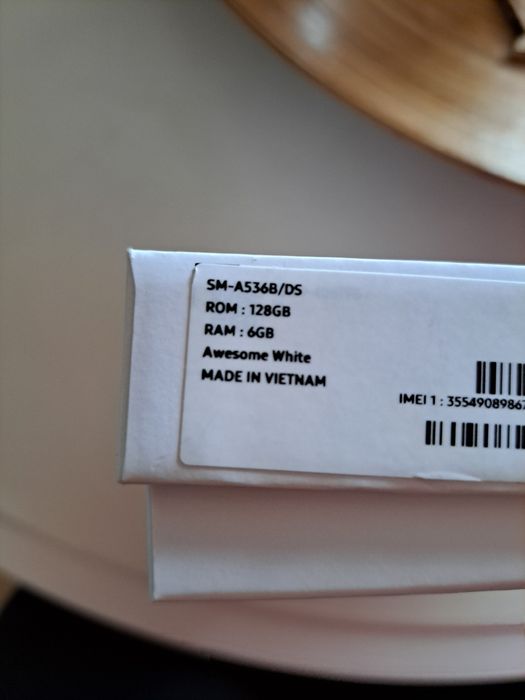 SM-A536B/DS
ROM : 128GB
RAM : 6GB
Awesome White
MADE IN VIETNAM
IMEI 1 : 3554908986